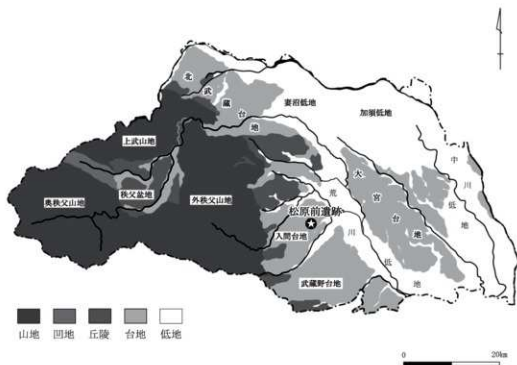 北武蔵台地
妻沼低地
加須低地
上武山地
中川低地
大宮台地
秩父盆地
奥秩父山地
外秩父山地
荒川低地
松原前遺跡
入間台地
武蔵野台地
山地
凹地
丘陵
台地
低地
0
20km